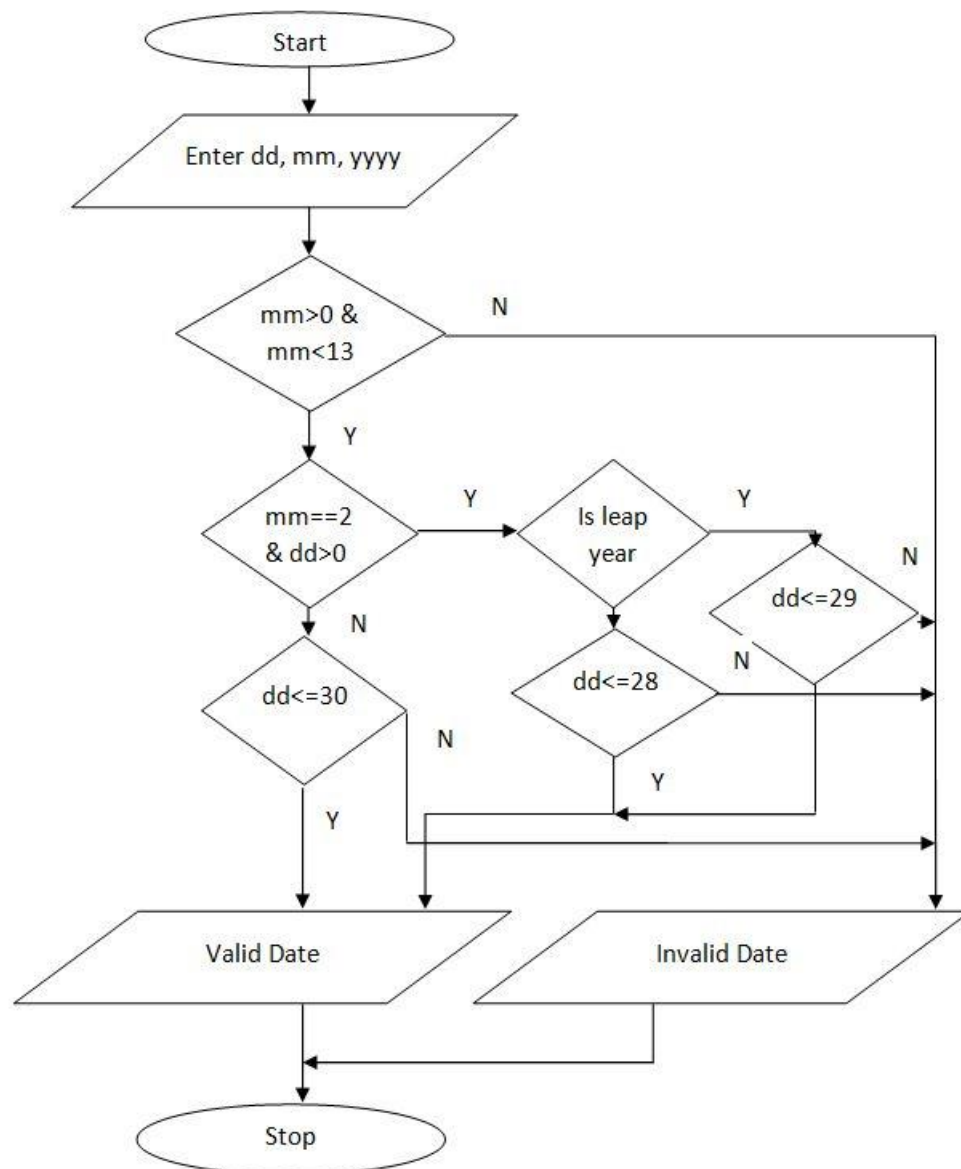 Start
Enter dd, mm, yyyy
mm>0 &
mm<13
N
Y
mm==2
& dd>0
Y
Is leap
year
Y
N
dd<=29
N
dd<=30
dd<=28
N
N
Y
Y
Valid Date
Invalid Date
Stop